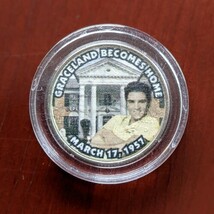 GRACELAND BECOMES HOME
MARCH 17, 1957